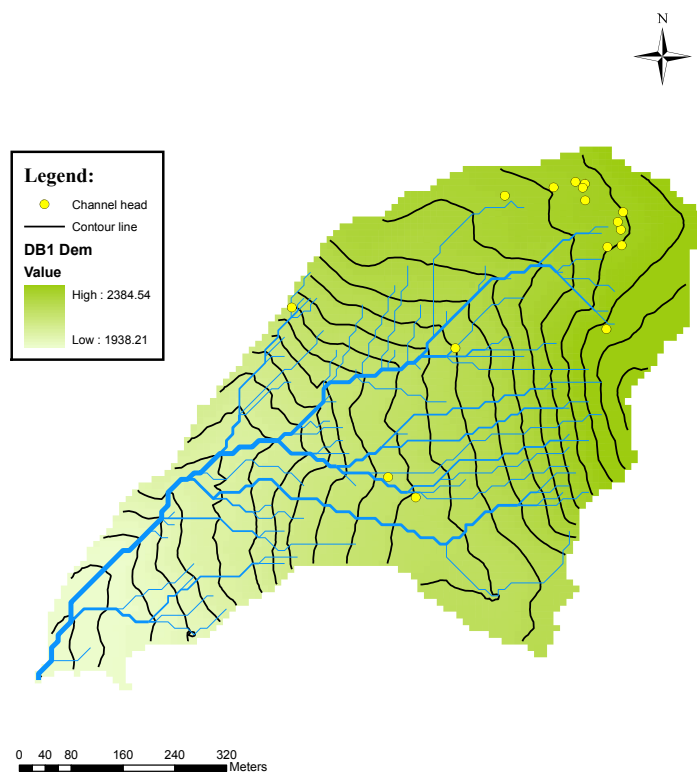 N
Legend:
Channel head
Contour line
DB1 Dem
Value
High : 2384.54
Low : 1938.21
0 40 80 160 240 320
Meters